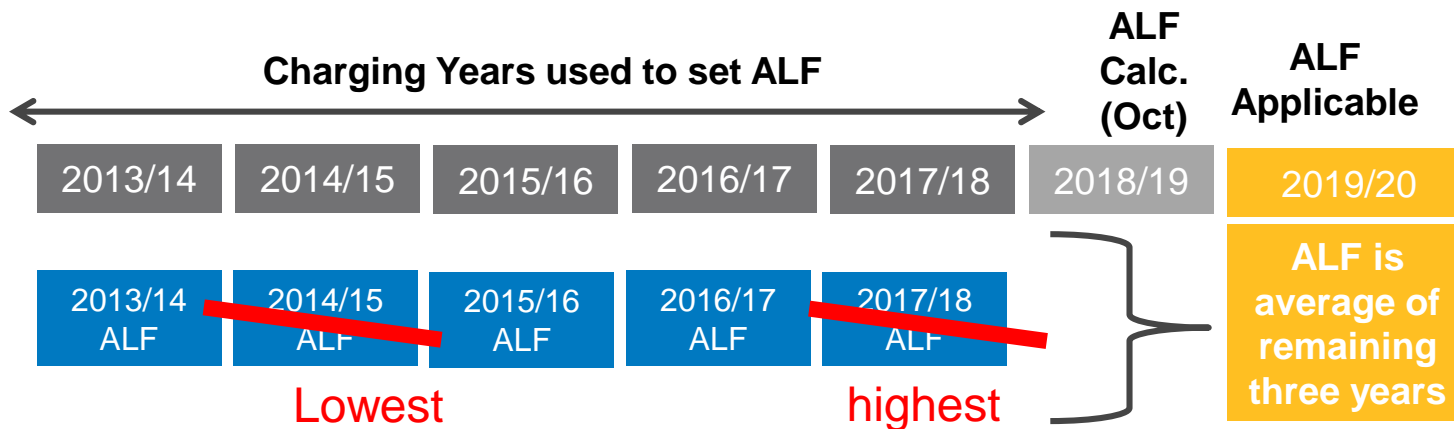 Charging Years used to set ALF
ALF
Calc.
(Oct)
ALF
Applicable
2013/14
2014/15
2015/16
2016/17
2017/18
2018/19
2019/20
2013/14
ALF
2014/15
ALF
2015/16
ALF
2016/17
ALF
2017/18
ALF
ALF is
average of
remaining
three years
Lowest
highest